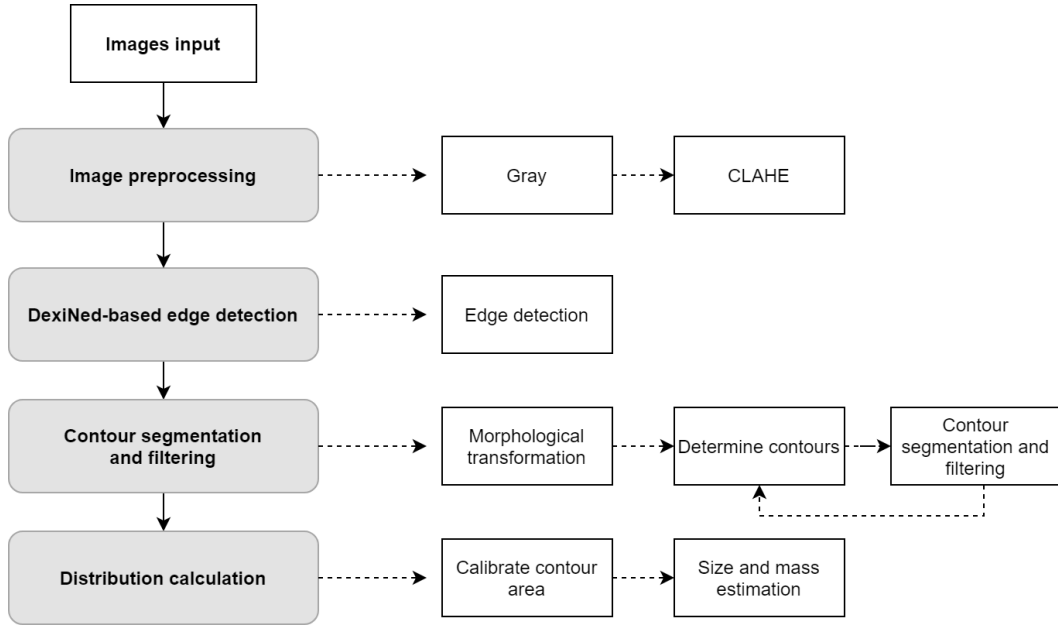 Images input
Image preprocessing
Gray
CLAHE
DexiNed-based edge detection
Edge detection
Contour segmentation
and filtering
Morphological
transformation
Determine contours
Contour
segmentation and
filtering
Distribution calculation
Calibrate contour
area
Size and mass
estimation